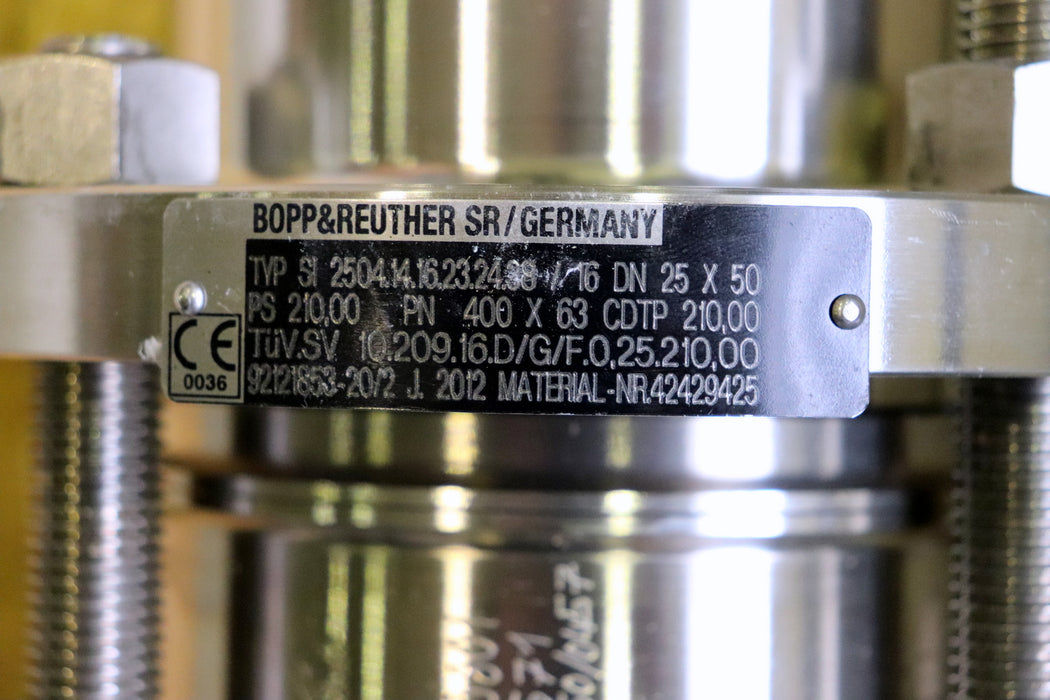 BOPP&REUTHER SR/GERMANY
TYP SI 2504.14.16.23.24.98 / 16 DN 25 X 50
PS 210,00 PN 400 X 63 CDTP 210,00
TüV.SV 10.209.16.D/G/F.0,25.210,00
92121853-20/2 J. 2012 MATERIAL-NR.42429425
CE
0036